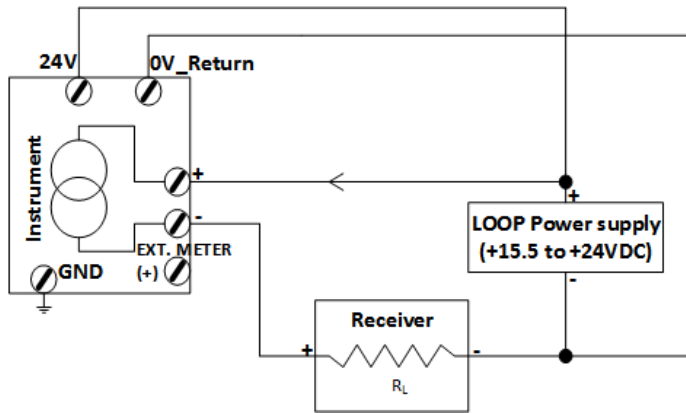 24V
0V_Return
Instrument
+
-
EXT. METER
(+)
GND
+
LOOP Power supply
(+15.5 to +24VDC)
-
Receiver
+
-
RL